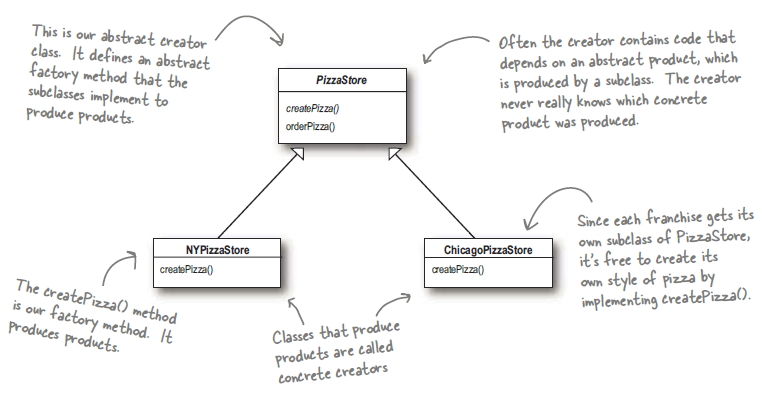 This is our abstract creator
class. It defines an abstract
factory method that the
subclasses implement to
produce products.
Often the creator contains code that
depends on an abstract product, which
is produced by a subclass. The creator
never really knows which concrete
product was produced.
PizzaStore
createPizza()
orderPizza()
NYPizzaStore
createPizza()
ChicagoPizzaStore
createPizza()
Since each franchise gets its
own subclass of PizzaStore,
it's free to create its
own style of pizza by
implementing createPizza().
The createPizza() method
is our factory method. It
produces products.
Classes that produce
products are called
concrete creators